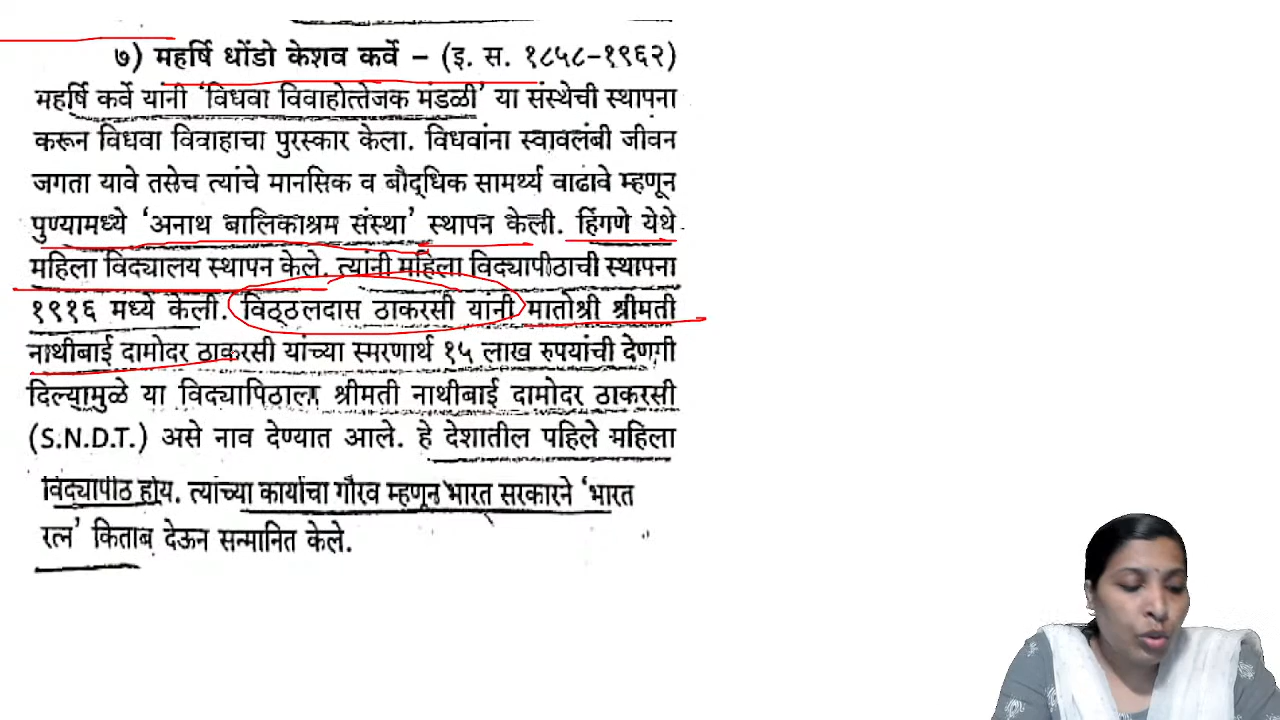 ७) महर्षि धोंडो केशव कर्वे – (इ. स. १८५८-१९६२)
महर्षि कर्वे यांनी ‘विधवा विवाहोत्तेजक मंडळी’ या संस्थेची स्थापना
करून विधवा विवाहाचा पुरस्कार केला. विधवांना स्वावलंबी जीवन
जगता यावे तसेच त्यांचे मानसिक व बौद्धिक सामर्थ्य वाढावे म्हणून
पुण्यामध्ये ‘अनाथ बालिकाश्रम संस्था’ स्थापन केली. हिंगणे येथे
महिला विद्यालय स्थापन केले. त्यांनी महिला विद्यापीठाची स्थापना
१९१६ मध्ये केली. विठ्ठलदास ठाकरसी यांनी मातोश्री श्रीमती
नाथीबाई दामोदर ठाकरसी यांच्या स्मरणार्थ १५ लाख रुपयांची देणगी
दिल्यामुळे या विद्यापिठाला श्रीमती नाथीबाई दामोदर ठाकरसी
(S.N.D.T.) असे नाव देण्यात आले. हे देशातील पहिले महिला
विद्यापीठ होय. त्यांच्या कार्याचा गौरव म्हणून भारत सरकारने ‘भारत
रत्न’ किताब देऊन सन्मानित केले.